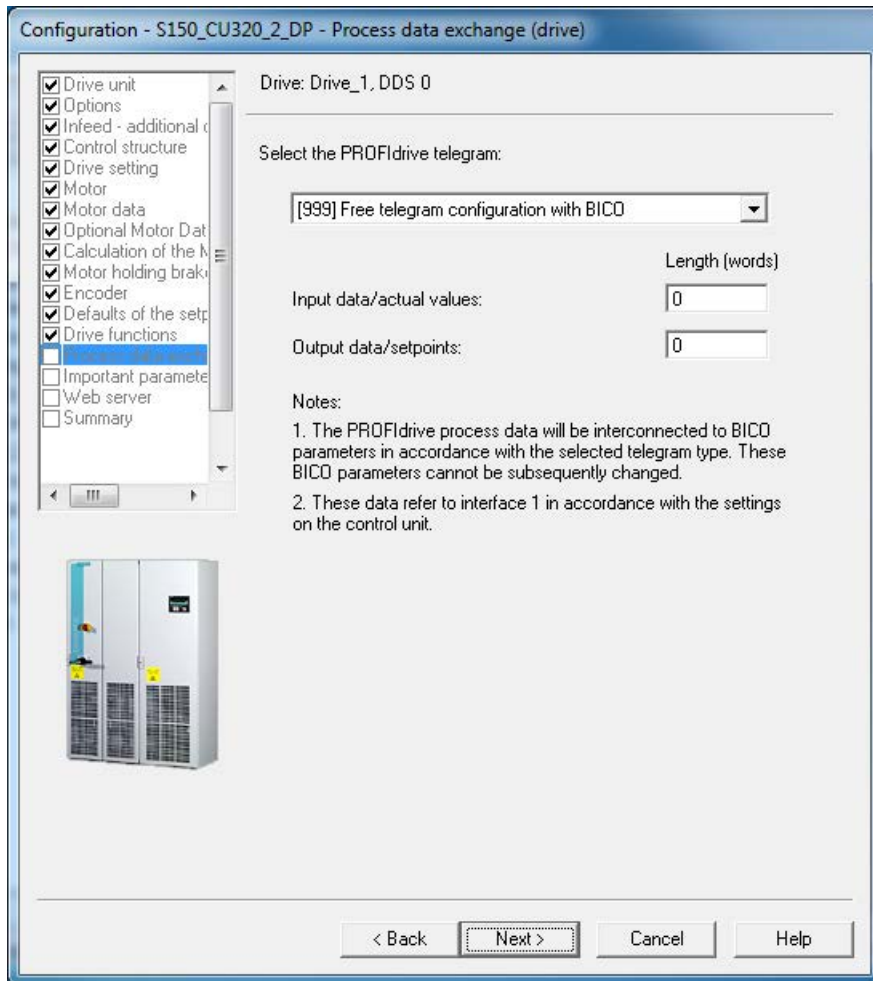 Configuration - S150_CU320_2_DP - Process data exchange (drive)
Drive unit
Options
Infeed - additional
Control structure
Drive setting
Motor
Motor data
Optional Motor Dat
Calculation of the
Motor holding brak
Encoder
Defaults of the setp
Drive functions
Important paramete
Web server
Summary
Drive: Drive_1, DDS 0
Select the PROFIdrive telegram:
[999] Free telegram configuration with BICO
Length (words)
Input data/actual values: 0
Output data/setpoints: 0
Notes:
1. The PROFIdrive process data will be interconnected to BICO
parameters in accordance with the selected telegram type. These
BICO parameters cannot be subsequently changed.
2. These data refer to interface 1 in accordance with the settings
on the control unit.
< Back Next > Cancel Help